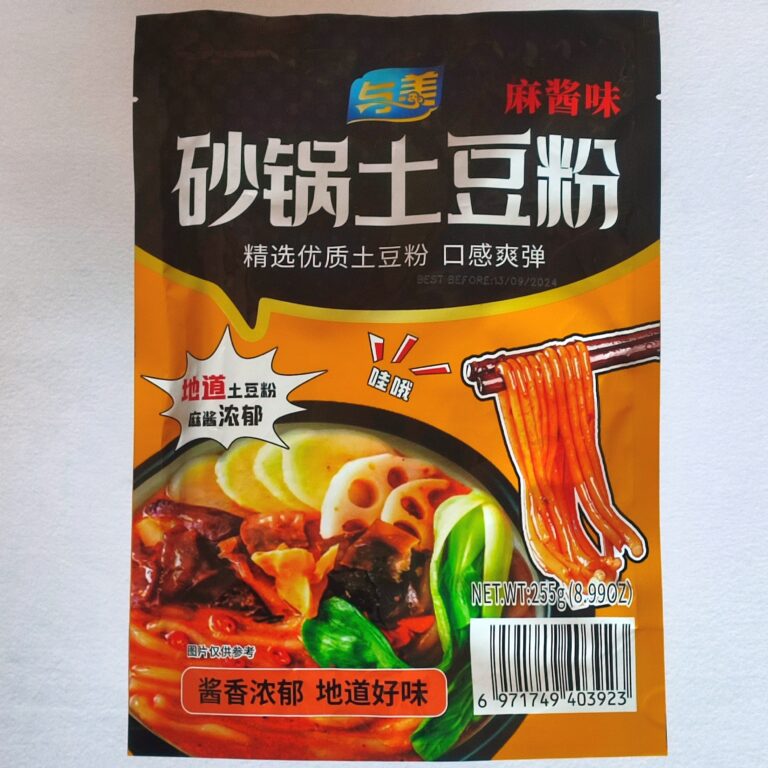 与美
麻酱味
砂锅土豆粉
精选优质土豆粉 口感爽弹
BEST BEFORE:13/09/2024
哇哦
地道土豆粉
麻酱浓郁
NET.WT:255g(8.99OZ)
图片仅供参考
酱香浓郁 地道好味
6 971749 403923